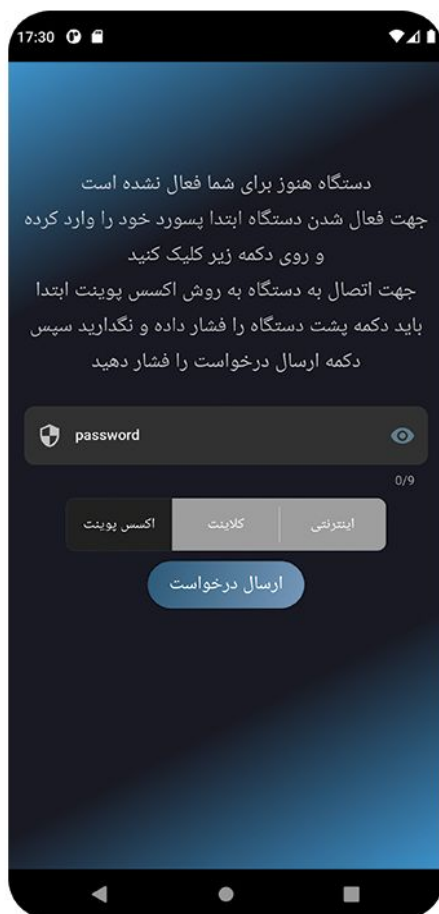 17:30
دستگاه هنوز برای شما فعال نشده است
جهت فعال شدن دستگاه ابتدا پسورد خود را وارد کرده
و روی دکمه زیر کلیک کنید
جهت اتصال به دستگاه به روش اکسس پوینت ابتدا
باید دکمه پشت دستگاه را فشار داده و نگدارید سپس
دکمه ارسال درخواست را فشار دهید
password
0/9
اینترنتی کلاینت اکسس پوینت
ارسال درخواست